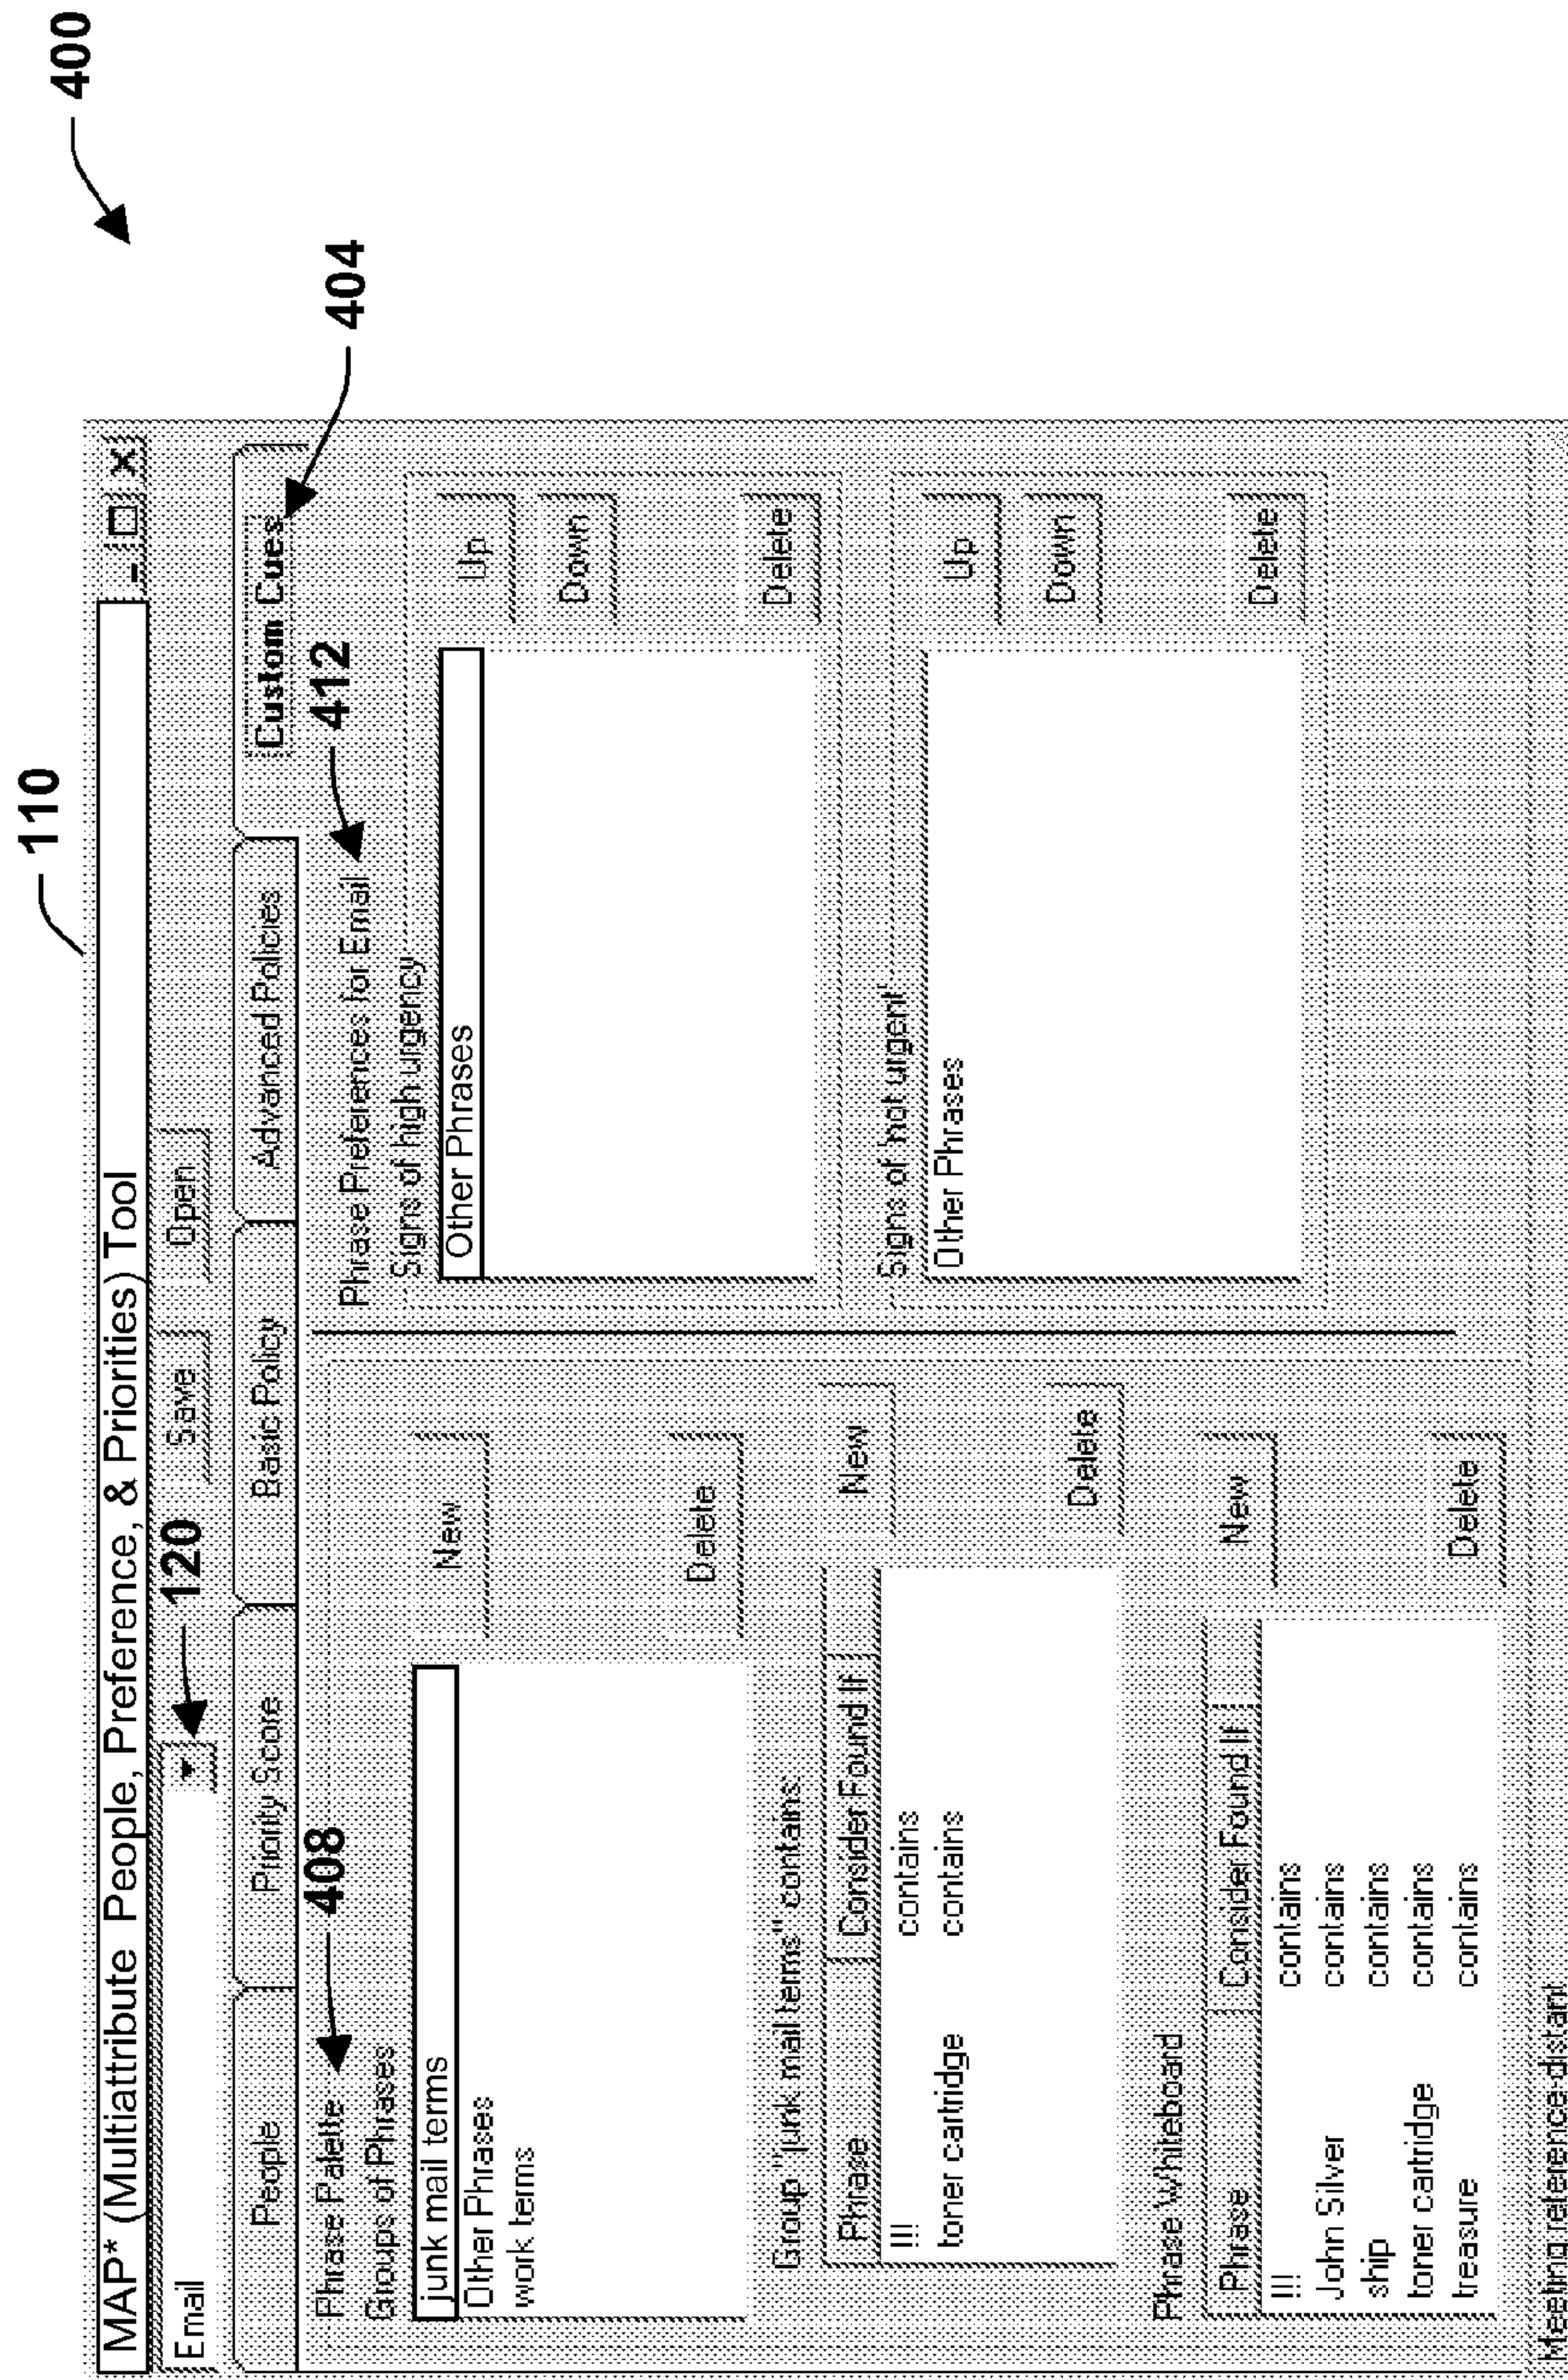 400
110
MAP* (Multiattribute People, Preference, & Priorities) Tool
Email
120
Save
Open
People
Priority Score
Basic Policy
Advanced Policies
Custom Cues
404
Phrase Palette
408
Groups of Phrases
junk mail terms
Other Phrases
work terms
New
Delete
Group "junk mail terms" contains:
Phrase Consider Found If
!!! contains
toner cartridge contains
New
Delete
Phrase Whiteboard
Phrase Consider Found If
!!! contains
John Silver contains
ship contains
toner cartridge contains
treasure contains
New
Delete
Phrase Preferences for Email
412
Signs of high urgency
Other Phrases
Up
Down
Delete
Signs of 'not urgent'
Other Phrases
Up
Down
Delete
Meeting reference-distant